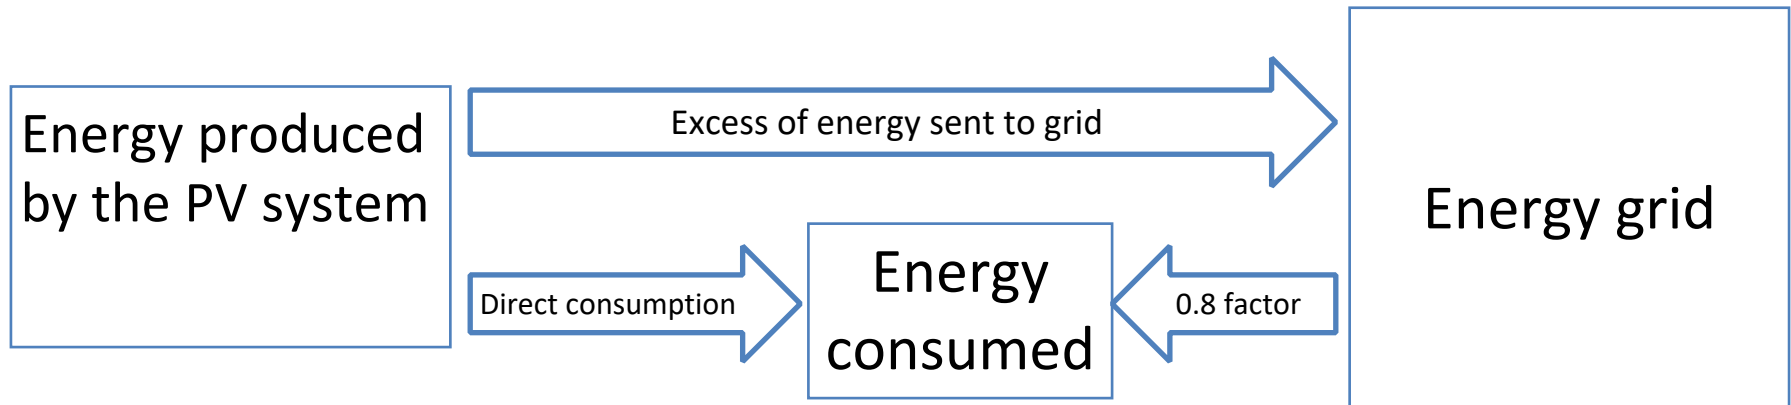 Energy produced
by the PV system
Excess of energy sent to grid
Energy grid
Direct consumption
Energy
consumed
0.8 factor